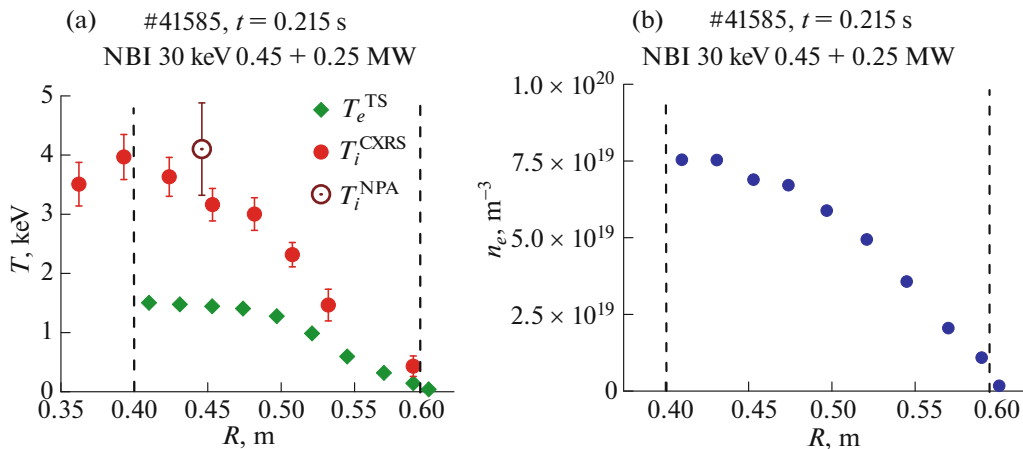 (a)
#41585, t = 0.215 s
NBI 30 keV 0.45 + 0.25 MW
T, keV
5
4
3
2
1
0
T_e^TS
T_i^CXRS
T_i^NPA
0.35 0.40 0.45 0.50 0.55 0.60
R, m
(b)
#41585, t = 0.215 s
NBI 30 keV 0.45 + 0.25 MW
n_e, m^−3
1.0 × 10^20
7.5 × 10^19
5.0 × 10^19
2.5 × 10^19
0
0.40 0.45 0.50 0.55 0.60
R, m